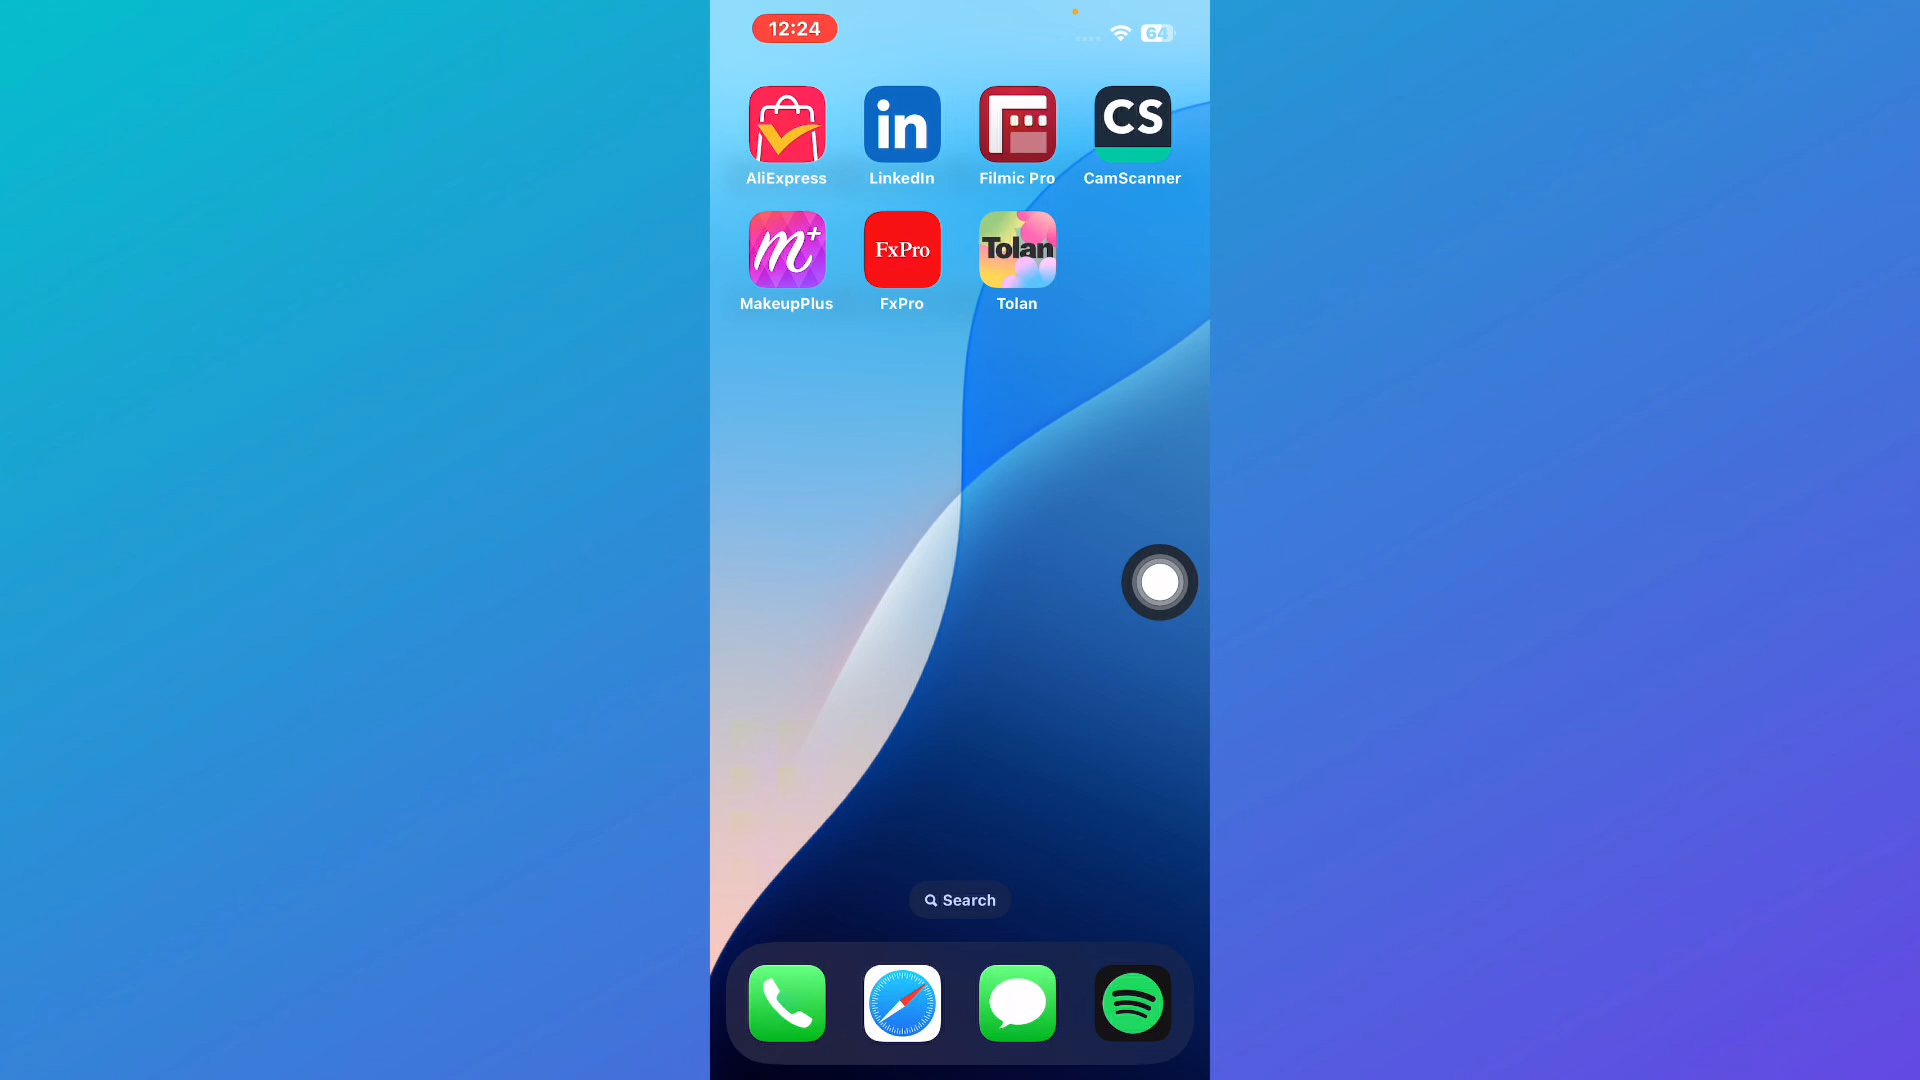 12:24
64
CS
in
AliExpress LinkedIn Filmic Pro CamScanner
m+ FxPro Tolan
MakeupPlus FxPro Tolan
Search